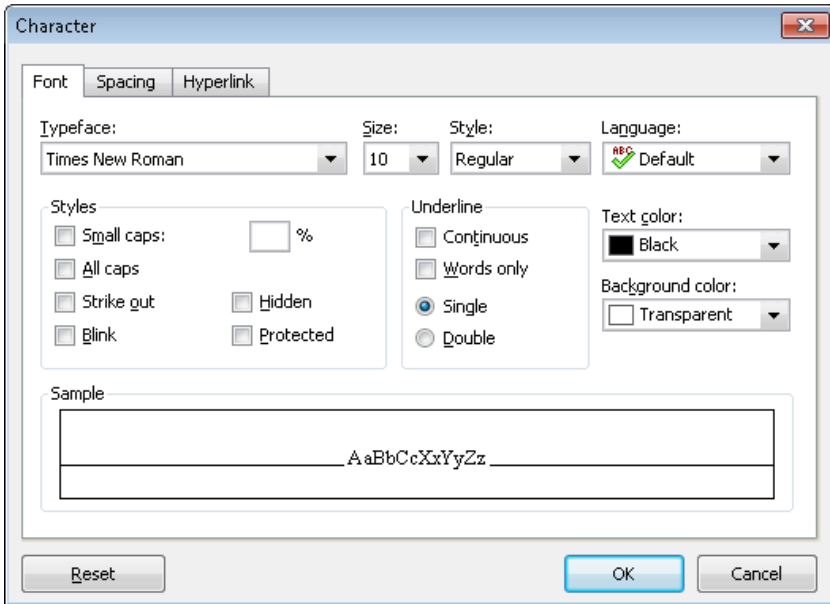 Character
Font Spacing Hyperlink
Typeface: Size: Style: Language:
Times New Roman 10 Regular ABC Default
Styles Underline
Small caps: % Continuous Text color:
All caps Words only Black
Strike out Hidden Single Background color:
Blink Protected Double Transparent
Sample
AaBbCcXxYyZz
Reset OK Cancel